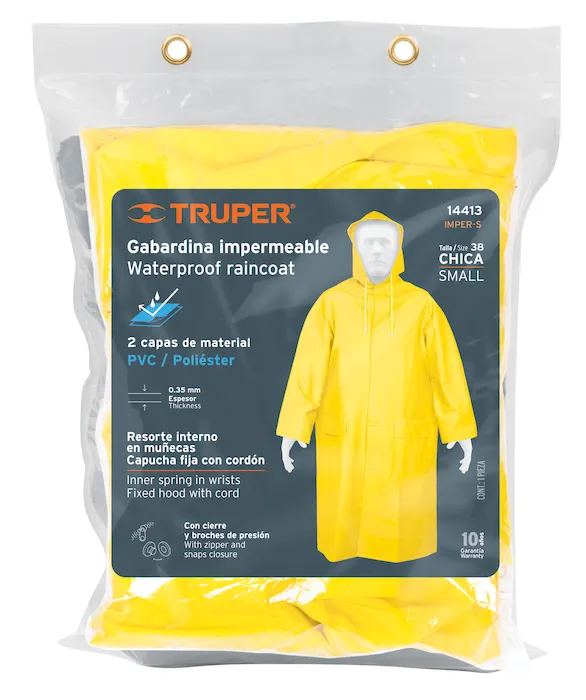 TRUPER®
14413
IMPER-S
Gabardina impermeable
Waterproof raincoat
Talla / Size 38
CHICA
SMALL
2 capas de material
PVC / Poliéster
0.35 mm
Espesor
Thickness
Resorte interno
en muñecas
Capucha fija con cordón
Inner spring in wrists
Fixed hood with cord
CONT.: 1 PIEZA
Con cierre
y broches de presión
With zipper and
snaps closure
10 años
Garantía
Warranty